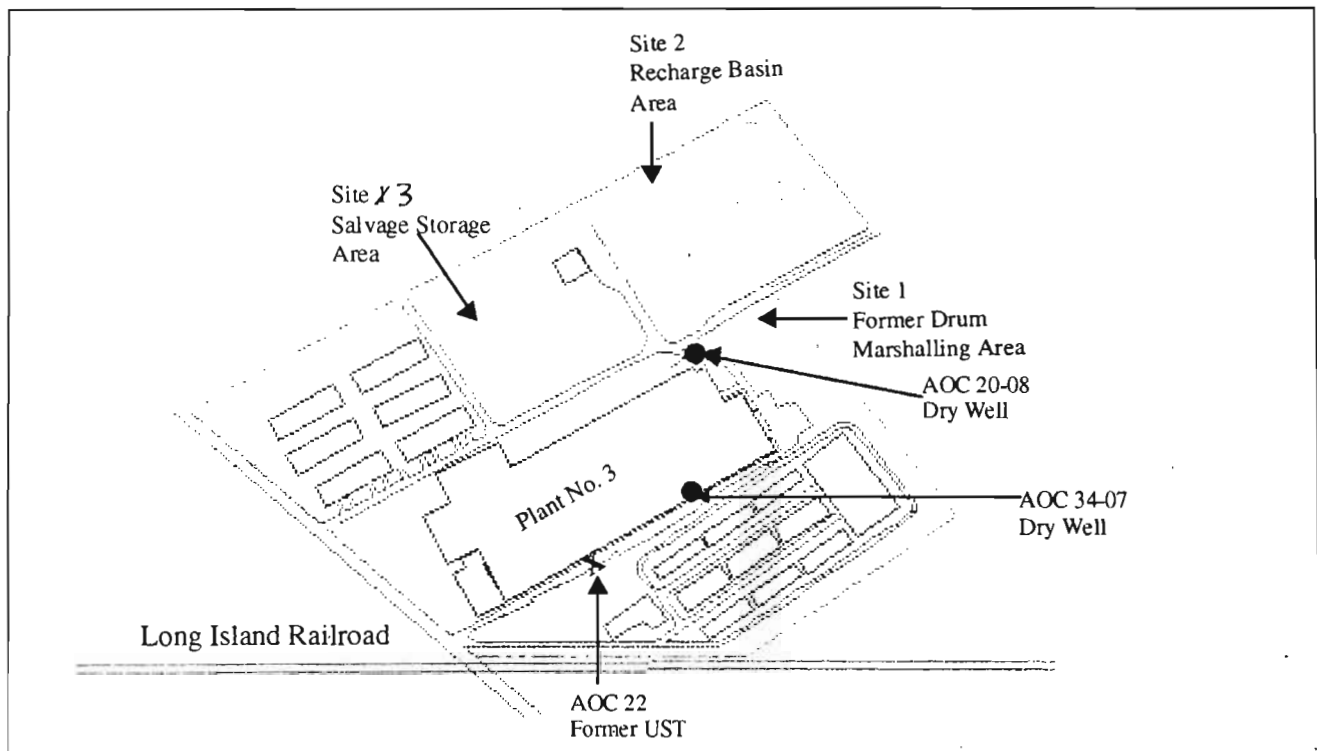 Site 2
Recharge Basin
Area
Site 3
Salvage Storage
Area
Site 1
Former Drum
Marshalling Area
AOC 20-08
Dry Well
Plant No. 3
AOC 34-07
Dry Well
Long Island Railroad
AOC 22
Former UST